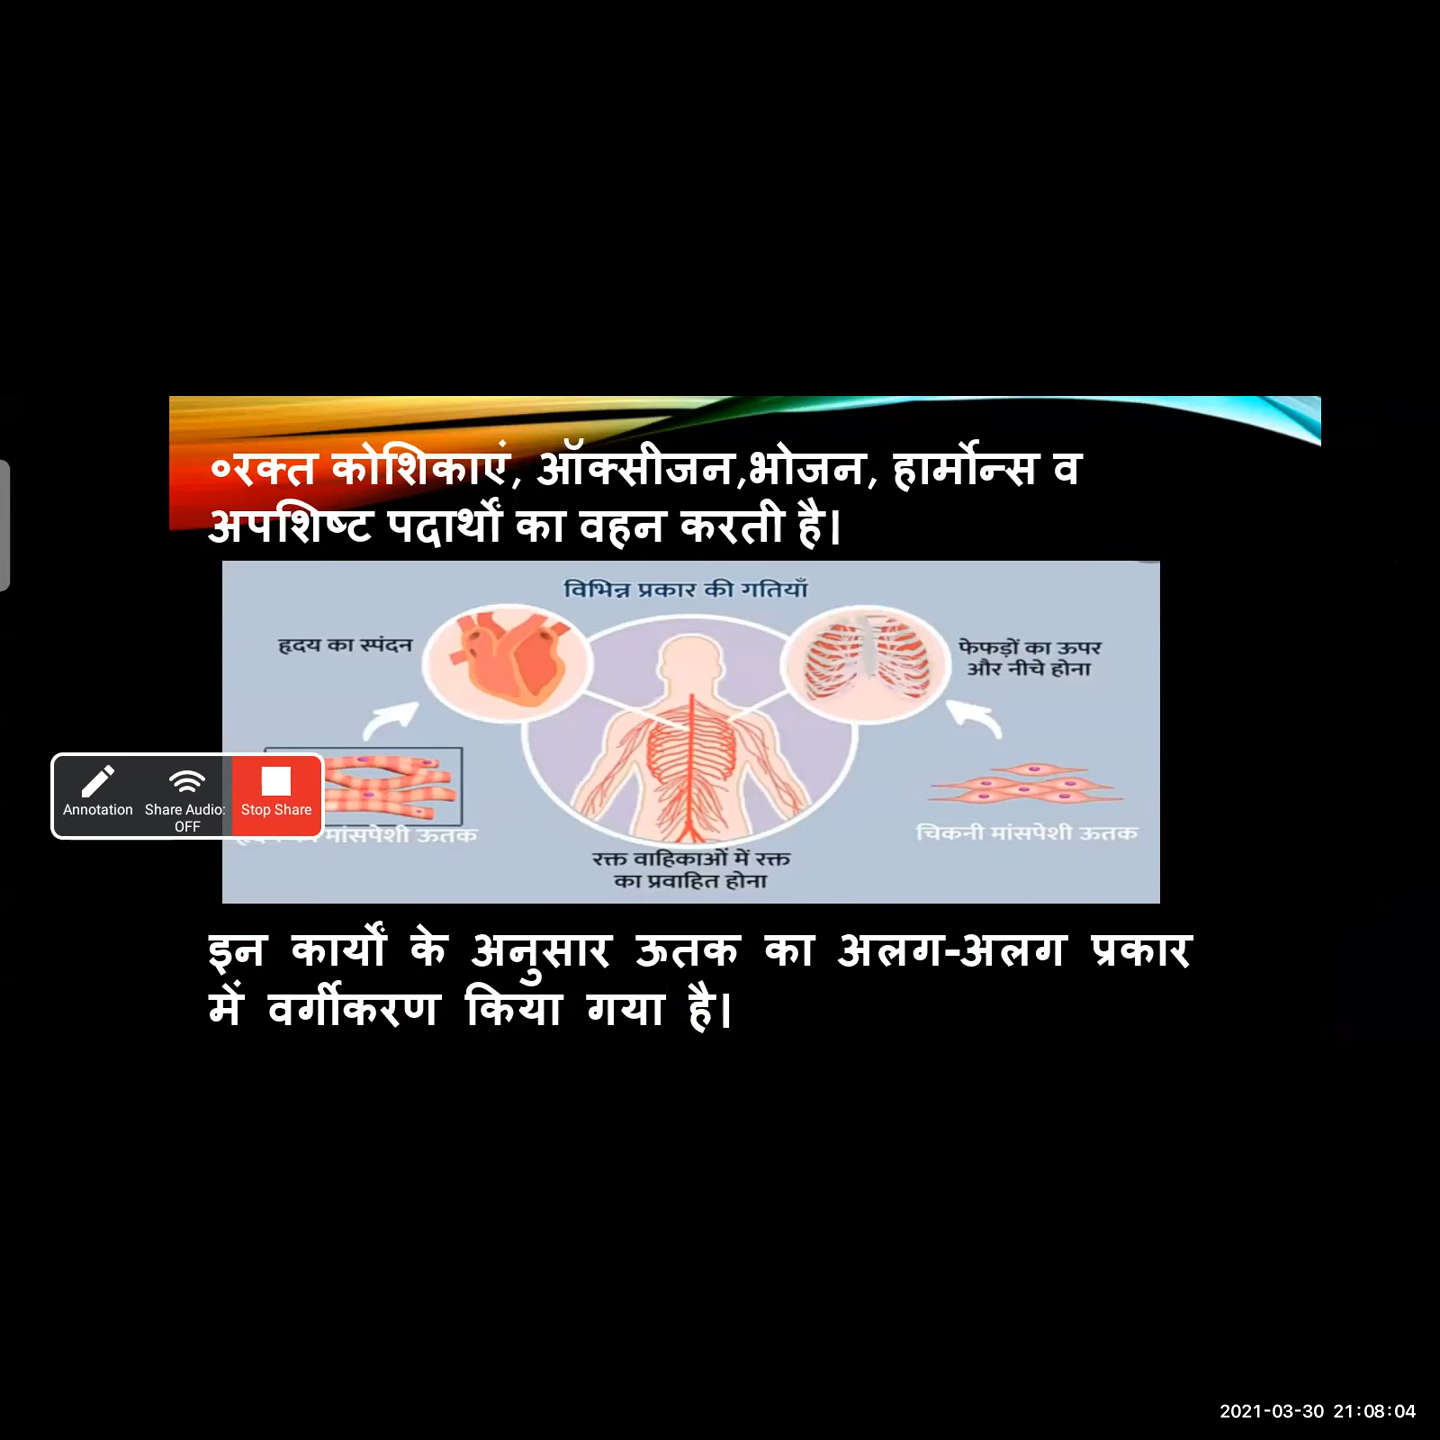 ०रक्त कोशिकाएं, ऑक्सीजन,भोजन, हार्मोन्स व
अपशिष्ट पदार्थों का वहन करती है।
विभिन्न प्रकार की गतियाँ
हृदय का स्पंदन
फेफड़ों का ऊपर
और नीचे होना
Annotation
Share Audio:
OFF
Stop Share
मांसपेशी ऊतक
चिकनी मांसपेशी ऊतक
रक्त वाहिकाओं में रक्त
का प्रवाहित होना
इन कार्यों के अनुसार ऊतक का अलग-अलग प्रकार
में वर्गीकरण किया गया है।
2021-03-30 21:08:04